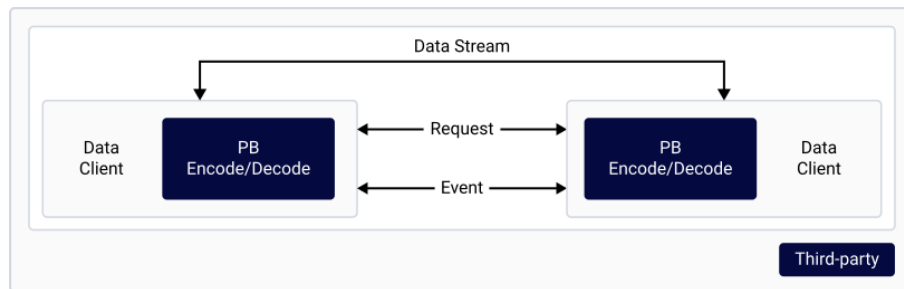 Data Stream
Data
Client
PB
Encode/Decode
Request
Event
PB
Encode/Decode
Data
Client
Third-party